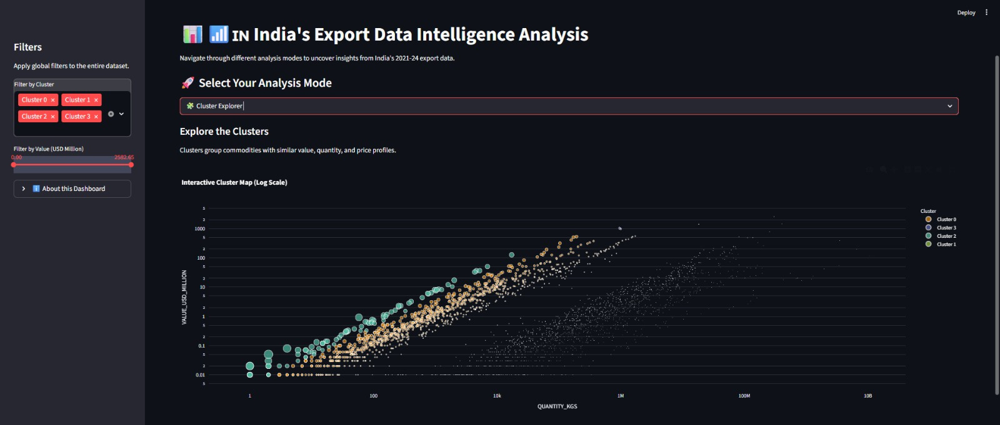 Deploy
Filters
Apply global filters to the entire dataset.
Filter by Cluster
Cluster 0 ×
Cluster 1 ×
Cluster 2 ×
Cluster 3 ×
Filter by Value (USD Million)
0.00
2582.65
About this Dashboard
IN India's Export Data Intelligence Analysis
Navigate through different analysis modes to uncover insights from India's 2021-24 export data.
Select Your Analysis Mode
Cluster Explorer
Explore the Clusters
Clusters group commodities with similar value, quantity, and price profiles.
Interactive Cluster Map (Log Scale)
VALUE_USD_MILLION
5
2
1000
5
2
100
5
2
10
5
2
1
5
2
0.1
5
2
0.01
5
1
100
10k
1M
100M
10B
QUANTITY_KGS
Cluster
Cluster 0
Cluster 3
Cluster 2
Cluster 1